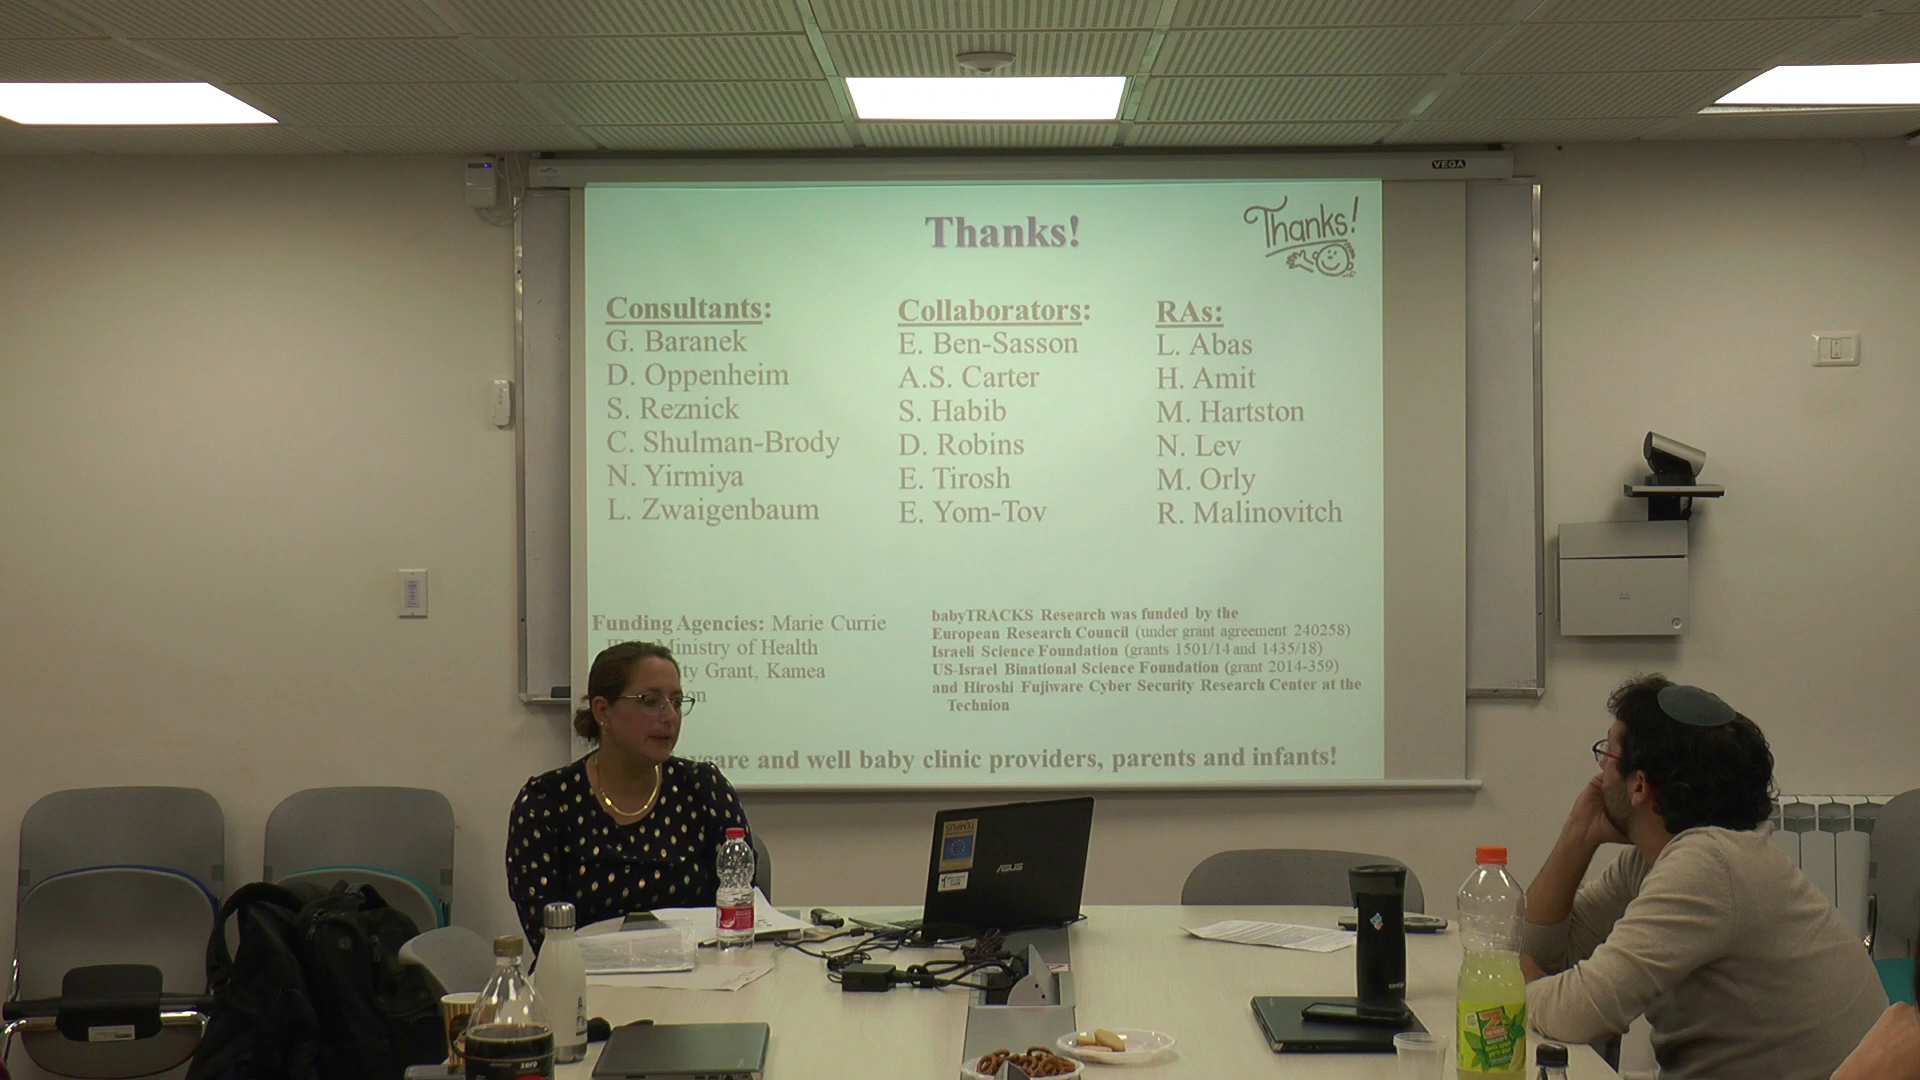 VEGA
Thanks!
Thanks!
Consultants:
G. Baranek
D. Oppenheim
S. Reznick
C. Shulman-Brody
N. Yirmiya
L. Zwaigenbaum
Collaborators:
E. Ben-Sasson
A.S. Carter
S. Habib
D. Robins
E. Tirosh
E. Yom-Tov
RAs:
L. Abas
H. Amit
M. Hartston
N. Lev
M. Orly
R. Malinovitch
Funding Agencies: Marie Currie
Ministry of Health
ty Grant, Kamea
on
babyTRACKS Research was funded by the
European Research Council (under grant agreement 240258)
Israeli Science Foundation (grants 1501/14 and 1435/18)
US-Israel Binational Science Foundation (grant 2014-359)
and Hiroshi Fujiware Cyber Security Research Center at the
Technion
care and well baby clinic providers, parents and infants!
TEMPUS
ASUS
zero